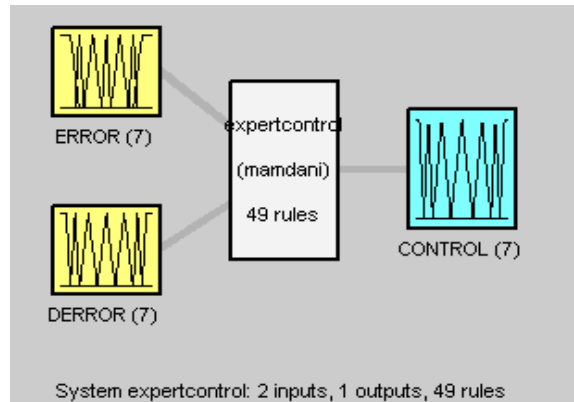 ERROR (7)
expertcontrol
(mamdani)
49 rules
DERROR (7)
CONTROL (7)
System expertcontrol: 2 inputs, 1 outputs, 49 rules